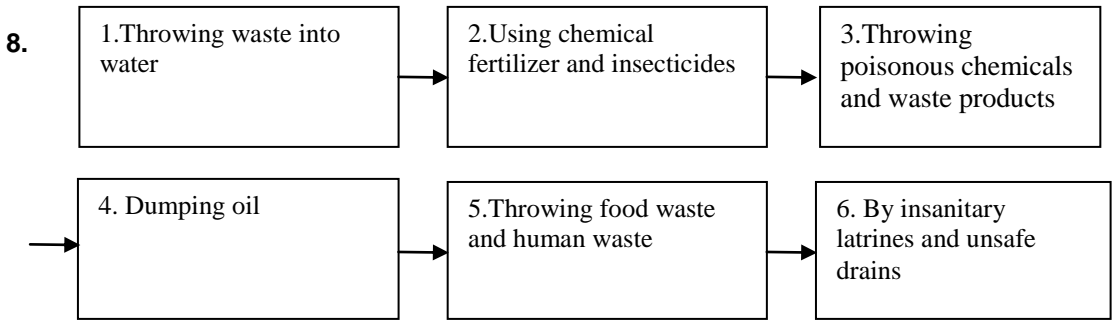 8.
1.Throwing waste into
water
2.Using chemical
fertilizer and insecticides
3.Throwing
poisonous chemicals
and waste products
4. Dumping oil
5.Throwing food waste
and human waste
6. By insanitary
latrines and unsafe
drains